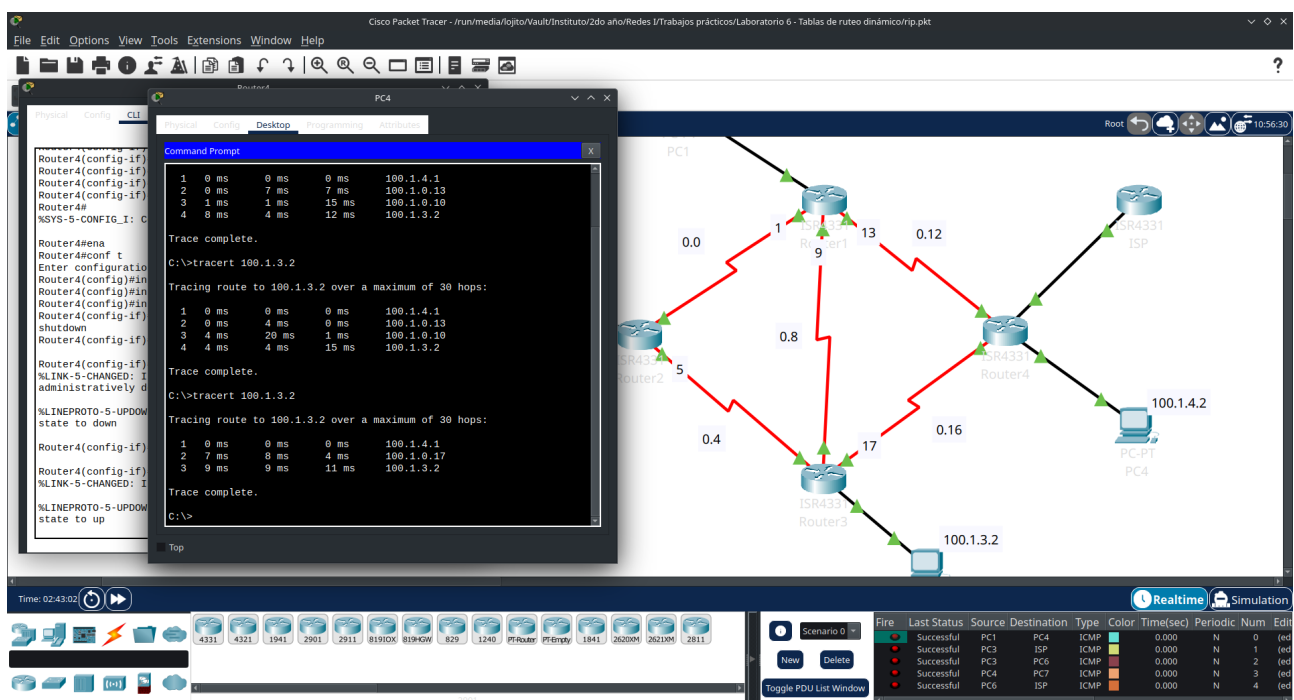 Cisco Packet Tracer - /run/media/lojito/Vault/Instituto/2do año/Redes I/Trabajos prácticos/Laboratorio 6 - Tablas de ruteo dinámico/rip.pkt
File Edit Options View Tools Extensions Window Help
Router4
PC4
Physical Config CLI
Physical Config Desktop Programming Attributes
Root 10:56:30
Command Prompt X
1 0 ms 0 ms 0 ms 100.1.4.1
2 0 ms 7 ms 7 ms 100.1.0.13
3 1 ms 1 ms 15 ms 100.1.0.10
4 8 ms 4 ms 12 ms 100.1.3.2
Trace complete.
C:\>tracert 100.1.3.2
Tracing route to 100.1.3.2 over a maximum of 30 hops:
1 0 ms 0 ms 0 ms 100.1.4.1
2 0 ms 4 ms 0 ms 100.1.0.13
3 4 ms 20 ms 1 ms 100.1.0.10
4 4 ms 4 ms 15 ms 100.1.3.2
Trace complete.
C:\>tracert 100.1.3.2
Tracing route to 100.1.3.2 over a maximum of 30 hops:
1 0 ms 0 ms 0 ms 100.1.4.1
2 7 ms 8 ms 4 ms 100.1.0.17
3 9 ms 9 ms 11 ms 100.1.3.2
Trace complete.
C:\>
Top
Router4(config-if)
Router4(config-if)
Router4(config-if)
Router4(config-if)
Router4#
%SYS-5-CONFIG_I: C
Router4#ena
Router4#conf t
Enter configuratio
Router4(config)#in
Router4(config)#in
Router4(config)#in
Router4(config-if)
shutdown
Router4(config-if)
Router4(config-if)
%LINK-5-CHANGED: I
administratively d
%LINEPROTO-5-UPDOW
state to down
Router4(config-if)
Router4(config-if)
%LINK-5-CHANGED: I
%LINEPROTO-5-UPDOW
state to up
PC1
ISR4331
Router1
1
9
13
0.0
0.12
ISR4331
ISP
0.8
ISR4331
Router2
5
ISR4331
Router4
100.1.4.2
PC-PT
PC4
0.4
0.16
17
ISR4331
Router3
100.1.3.2
Time: 02:43:02
Realtime Simulation
4331 4321 1941 2901 2911 819IOX 819HGW 829 1240 PT-Router PT-Empty 1841 2620XM 2621XM 2811
Scenario 0
New Delete
Toggle PDU List Window
Fire Last Status Source Destination Type Color Time(sec) Periodic Num Edit
Successful PC1 PC4 ICMP 0.000 N 0 (ed
Successful PC3 ISP ICMP 0.000 N 1 (ed
Successful PC3 PC6 ICMP 0.000 N 2 (ed
Successful PC4 PC7 ICMP 0.000 N 3 (ed
Successful PC6 ISP ICMP 0.000 N 4 (ed